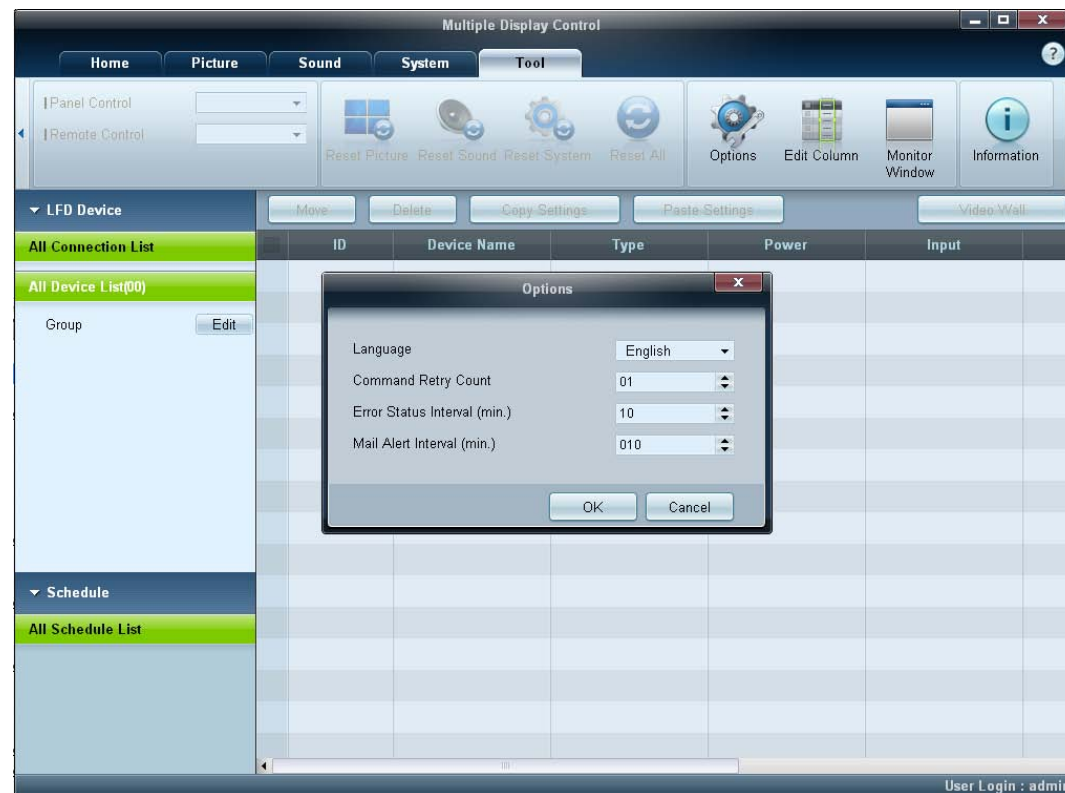 Multiple Display Control
Home Picture Sound System Tool
Panel Control
Remote Control
Reset Picture Reset Sound Reset System Reset All
Options Edit Column Monitor Window Information
LFD Device
Move Delete Copy Settings Paste Settings Video Wall
All Connection List
ID Device Name Type Power Input
All Device List(00)
Group Edit
Options
Language English
Command Retry Count 01
Error Status Interval (min.) 10
Mail Alert Interval (min.) 010
OK Cancel
Schedule
All Schedule List
User Login : admin